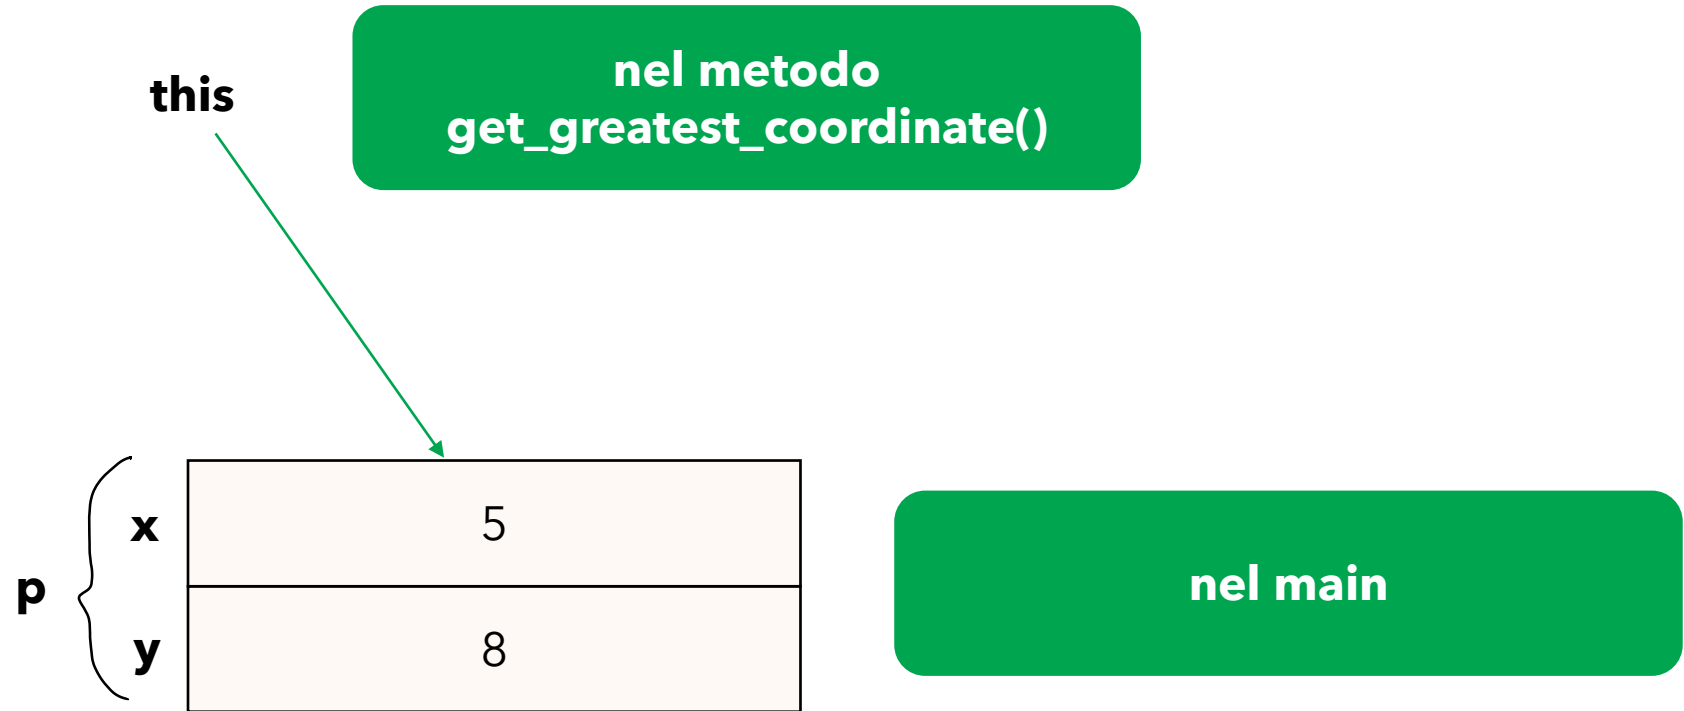 nel metodo
get_greatest_coordinate()
this
x
5
p
nel main
y
8